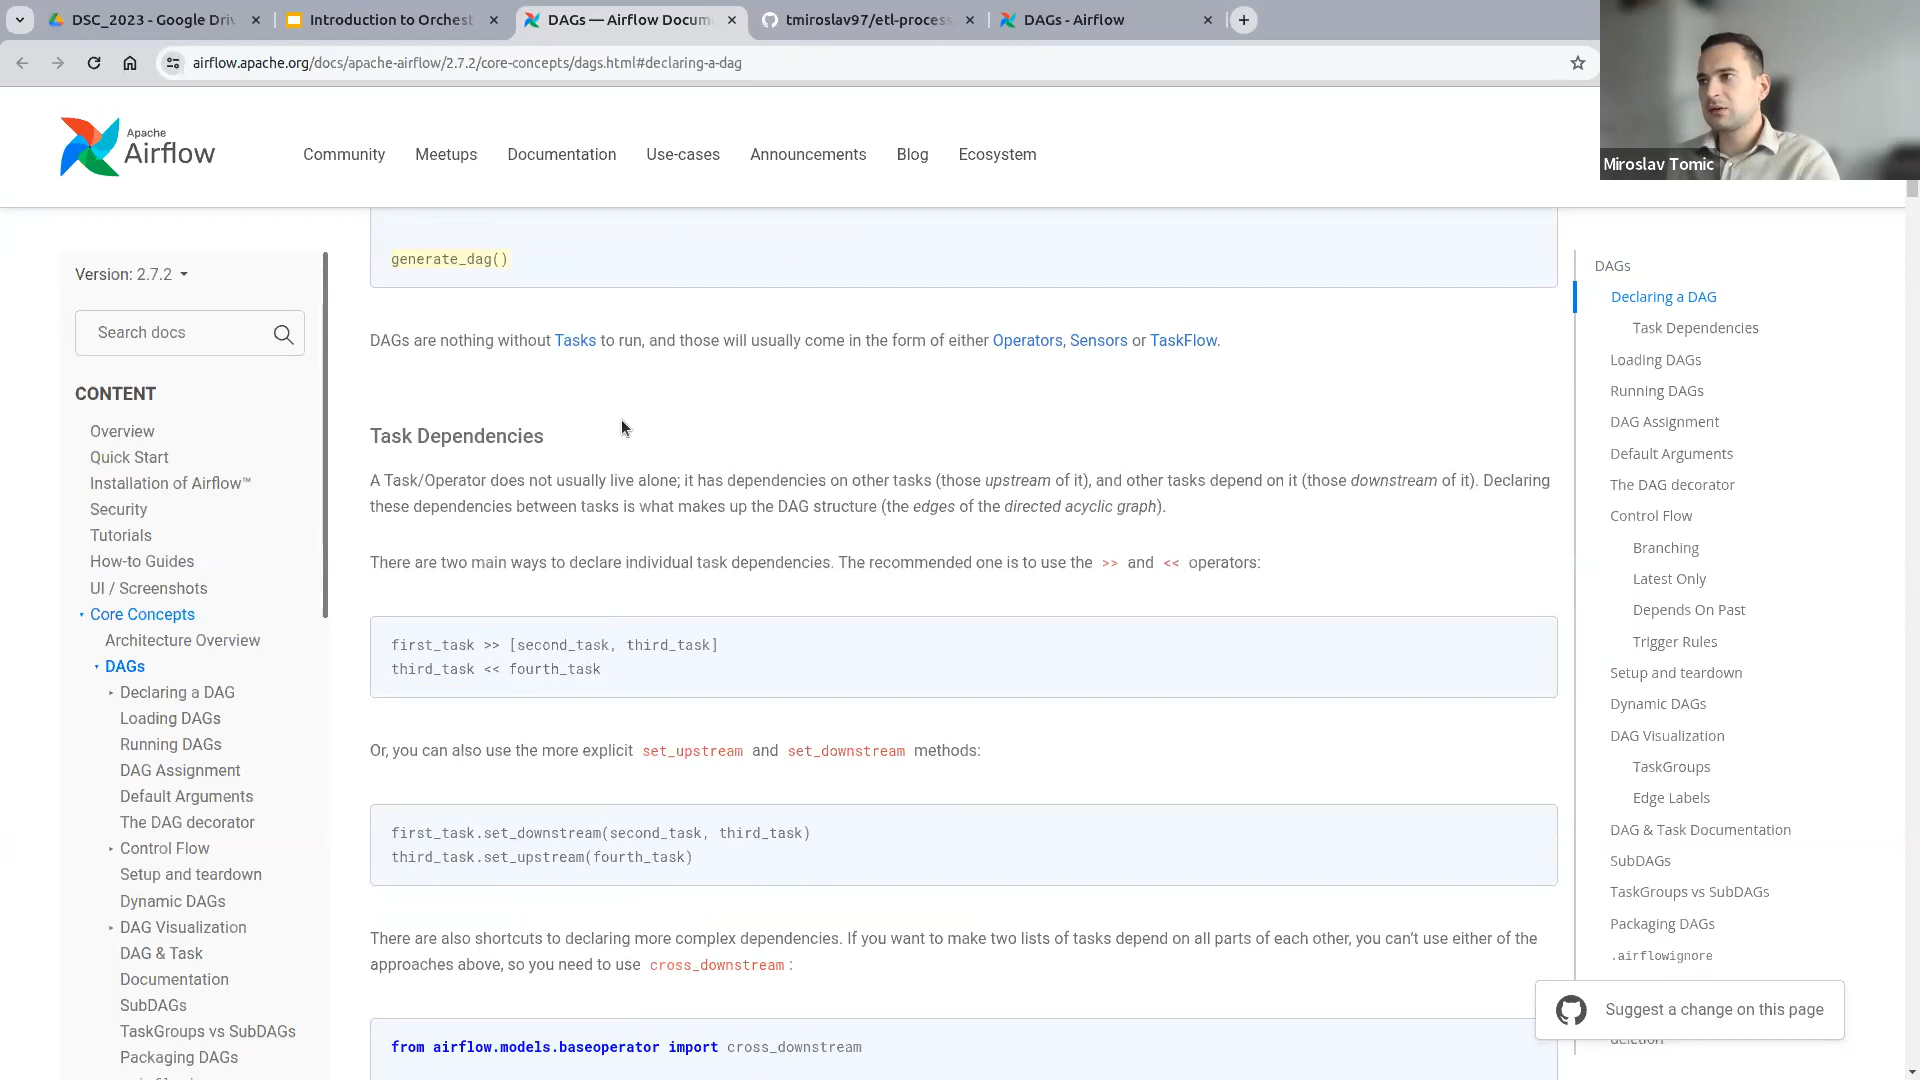 DSC_2023 - Google Driv
Introduction to Orchest
DAGs — Airflow Docum
tmiroslav97/etl-process
DAGs - Airflow
airflow.apache.org/docs/apache-airflow/2.7.2/core-concepts/dags.html#declaring-a-dag
Miroslav Tomic
Apache
Airflow
Community
Meetups
Documentation
Use-cases
Announcements
Blog
Ecosystem
Version: 2.7.2
Search docs
CONTENT
Overview
Quick Start
Installation of Airflow™
Security
Tutorials
How-to Guides
UI / Screenshots
Core Concepts
Architecture Overview
DAGs
Declaring a DAG
Loading DAGs
Running DAGs
DAG Assignment
Default Arguments
The DAG decorator
Control Flow
Setup and teardown
Dynamic DAGs
DAG Visualization
DAG & Task
Documentation
SubDAGs
TaskGroups vs SubDAGs
Packaging DAGs
generate_dag()
DAGs are nothing without Tasks to run, and those will usually come in the form of either Operators, Sensors or TaskFlow.
Task Dependencies
A Task/Operator does not usually live alone; it has dependencies on other tasks (those upstream of it), and other tasks depend on it (those downstream of it). Declaring
these dependencies between tasks is what makes up the DAG structure (the edges of the directed acyclic graph).
There are two main ways to declare individual task dependencies. The recommended one is to use the >> and << operators:
first_task >> [second_task, third_task]
third_task << fourth_task
Or, you can also use the more explicit set_upstream and set_downstream methods:
first_task.set_downstream(second_task, third_task)
third_task.set_upstream(fourth_task)
There are also shortcuts to declaring more complex dependencies. If you want to make two lists of tasks depend on all parts of each other, you can't use either of the
approaches above, so you need to use cross_downstream :
from airflow.models.baseoperator import cross_downstream
DAGs
Declaring a DAG
Task Dependencies
Loading DAGs
Running DAGs
DAG Assignment
Default Arguments
The DAG decorator
Control Flow
Branching
Latest Only
Depends On Past
Trigger Rules
Setup and teardown
Dynamic DAGs
DAG Visualization
TaskGroups
Edge Labels
DAG & Task Documentation
SubDAGs
TaskGroups vs SubDAGs
Packaging DAGs
.airflowignore
Suggest a change on this page